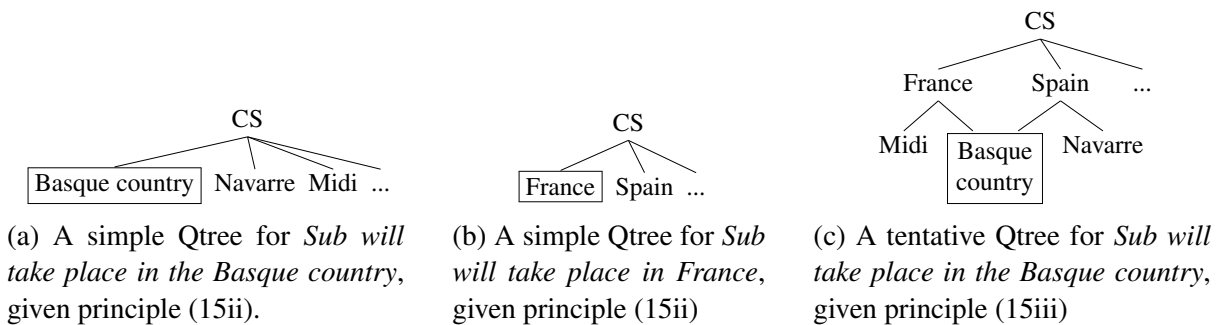 CS
Basque country Navarre Midi ...
(a) A simple Qtree for Sub will
take place in the Basque country,
given principle (15ii).
CS
France Spain ...
(b) A simple Qtree for Sub
will take place in France,
given principle (15ii)
CS
France Spain ...
Midi Basque country Navarre
(c) A tentative Qtree for Sub will
take place in the Basque country,
given principle (15iii)